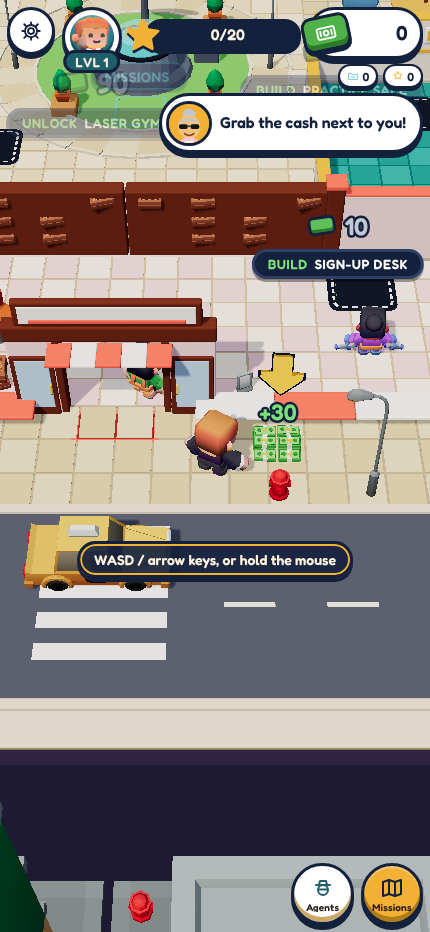 0/20
0
LVL 1
MISSIONS
90
0
0
BUILD PRACTICE SAFE
UNLOCK LASER GYM
Grab the cash next to you!
10
BUILD SIGN-UP DESK
+30
WASD / arrow keys, or hold the mouse
Agents
Missions